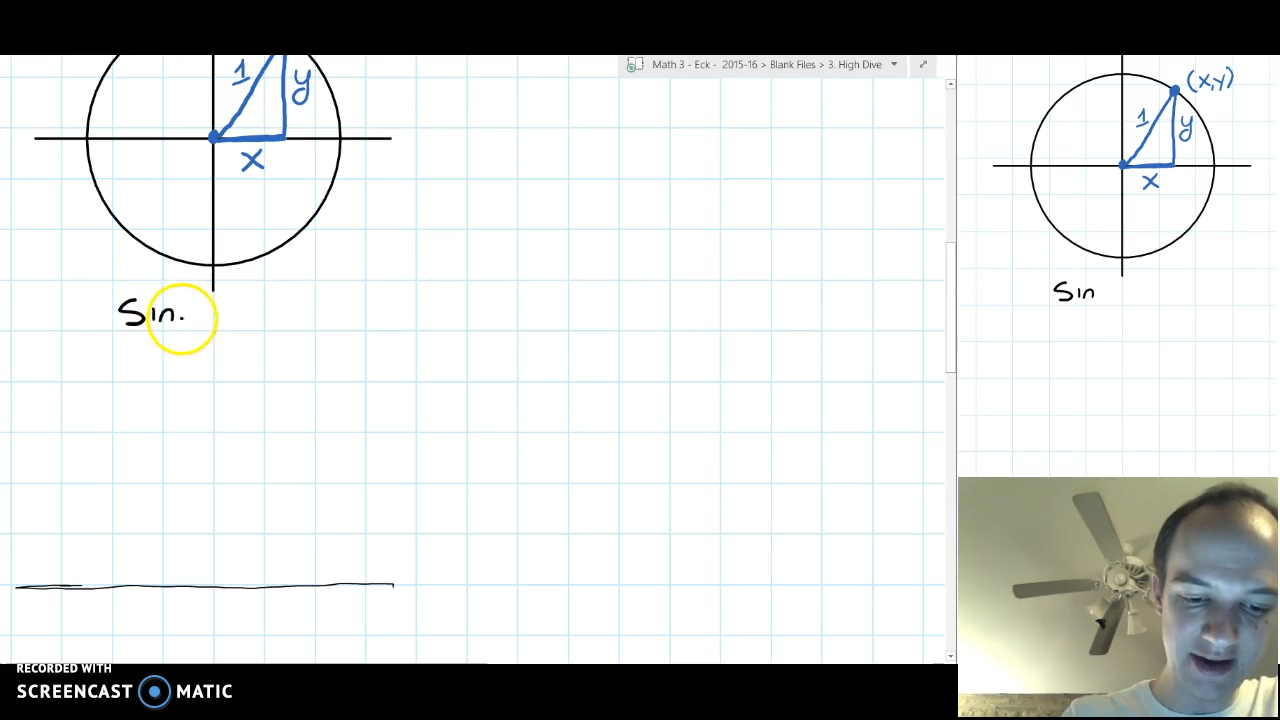 Math 3 - Eck - 2015-16 > Blank Files > 3. High Dive
1
y
x
Sin.
(x,y)
1
y
x
Sin
RECORDED WITH
SCREENCAST MATIC